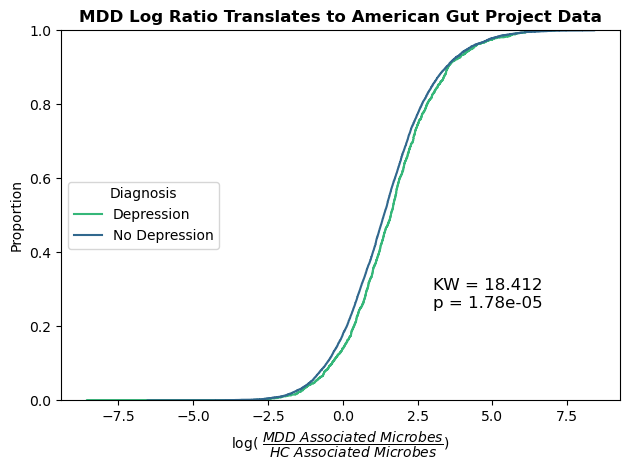 MDD Log Ratio Translates to American Gut Project Data
1.0
0.8
0.6
0.4
0.2
0.0
Proportion
Diagnosis
Depression
No Depression
KW = 18.412
p = 1.78e-05
−7.5 −5.0 −2.5 0.0 2.5 5.0 7.5
log( MDD Associated Microbes
HC Associated Microbes )